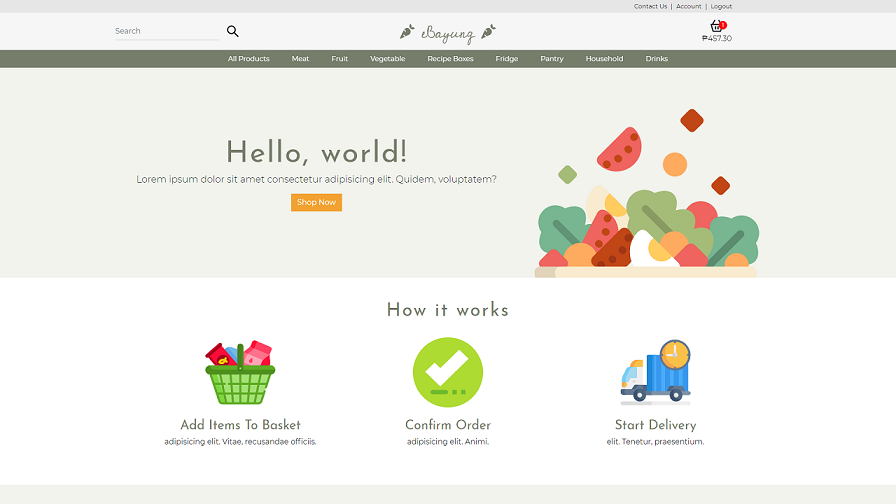 Contact Us | Account | Logout
Search
eBayung
1
₱457.30
All Products Meat Fruit Vegetable Recipe Boxes Fridge Pantry Household Drinks
Hello, world!
Lorem ipsum dolor sit amet consectetur adipisicing elit. Quidem, voluptatem?
Shop Now
How it works
Add Items To Basket
adipisicing elit. Vitae, recusandae officiis.
Confirm Order
adipisicing elit. Animi.
Start Delivery
elit. Tenetur, praesentium.